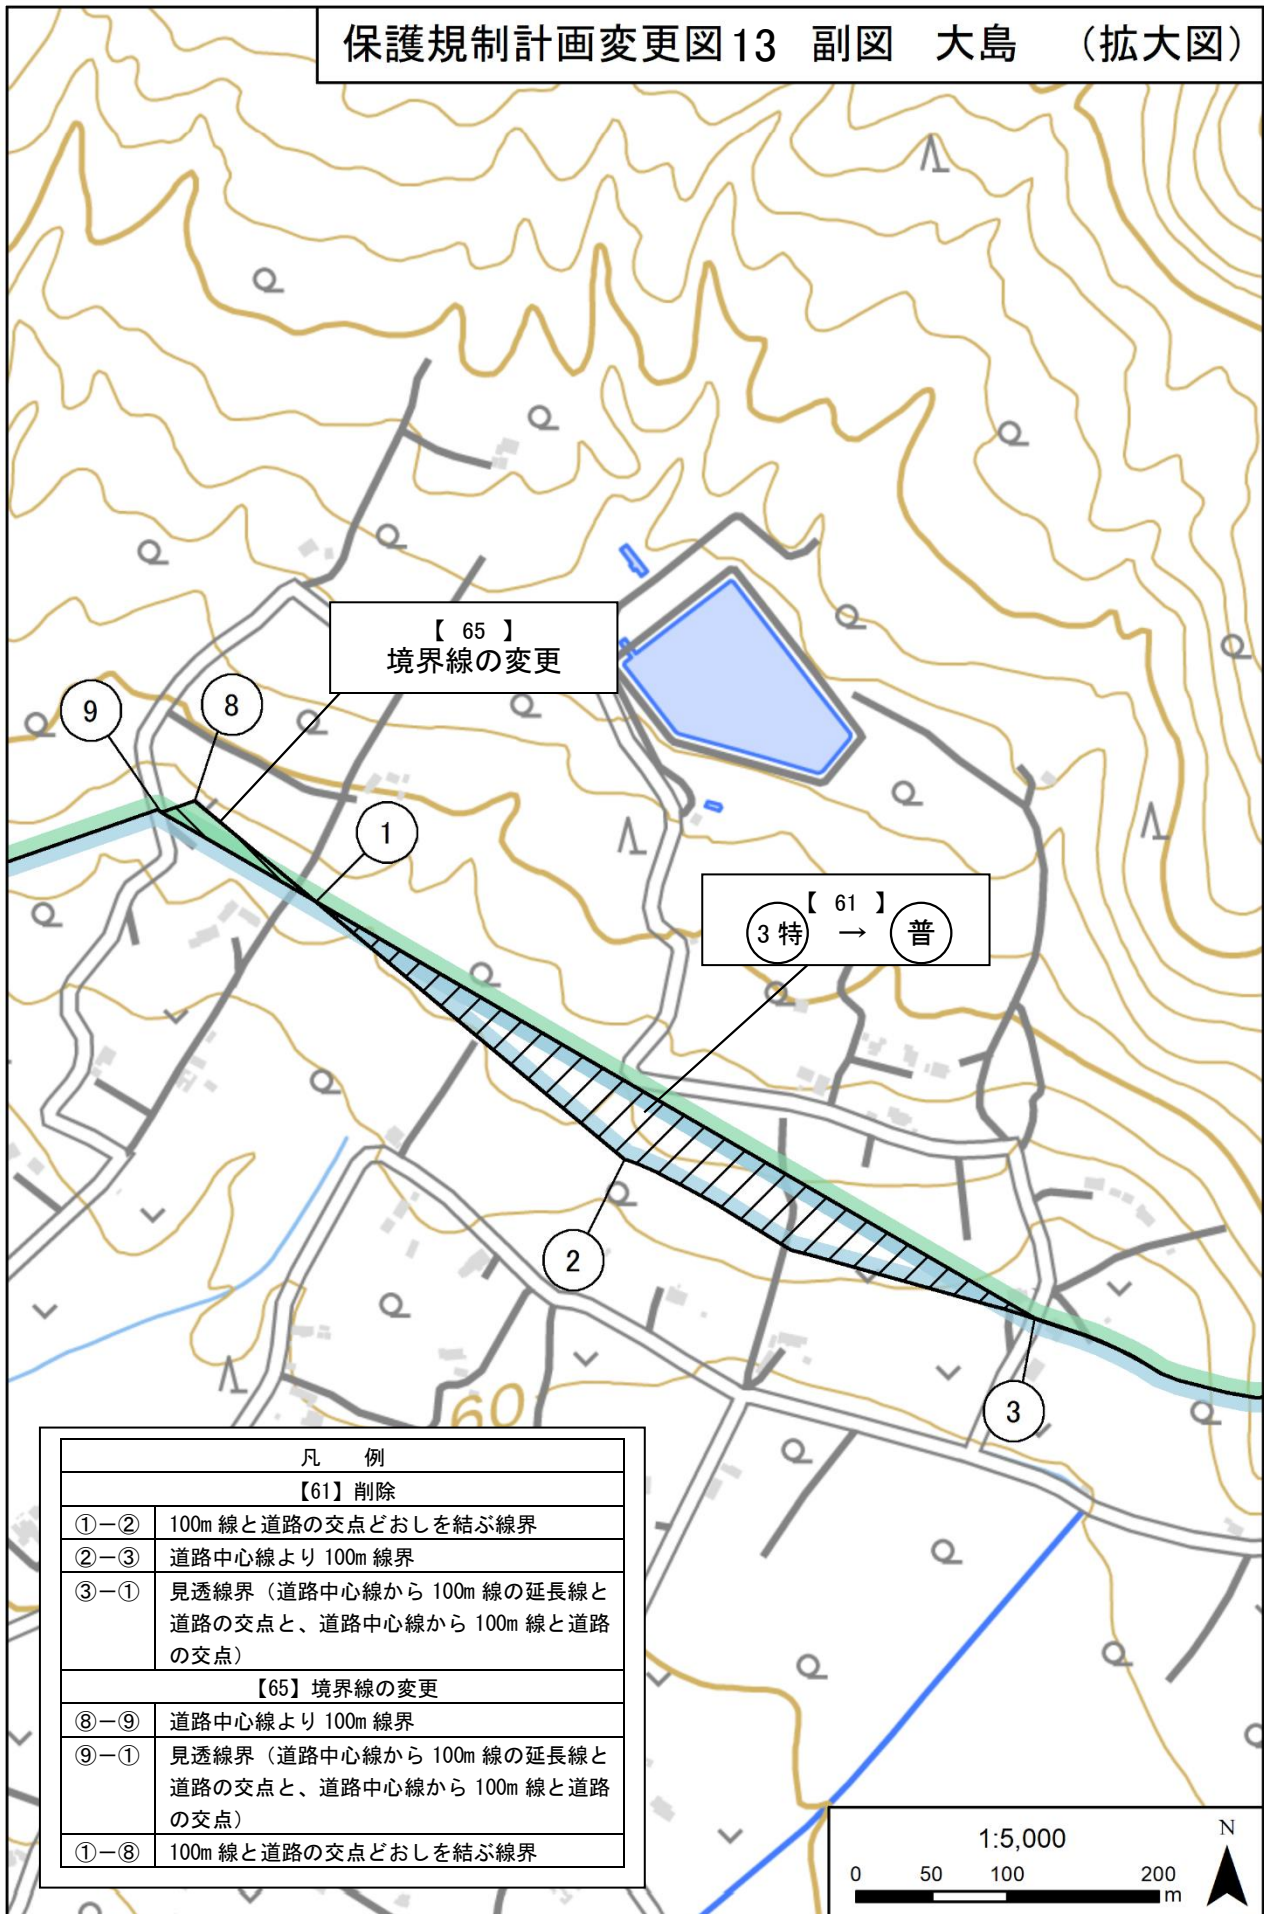 保護規制計画変更図13　副図　大島　（拡大図）
【 65 】
境界線の変更
9
8
1
【 61 】
3特 → 普
2
3
60
凡　例
【61】削除
①－② 100m 線と道路の交点どおしを結ぶ線界
②－③ 道路中心線より 100m 線界
③－① 見透線界（道路中心線から 100m 線の延長線と
道路の交点と、道路中心線から 100m 線と道路
の交点）
【65】境界線の変更
⑧－⑨ 道路中心線より 100m 線界
⑨－① 見透線界（道路中心線から 100m 線の延長線と
道路の交点と、道路中心線から 100m 線と道路
の交点）
①－⑧ 100m 線と道路の交点どおしを結ぶ線界
1:5,000
N
0 50 100 200
m